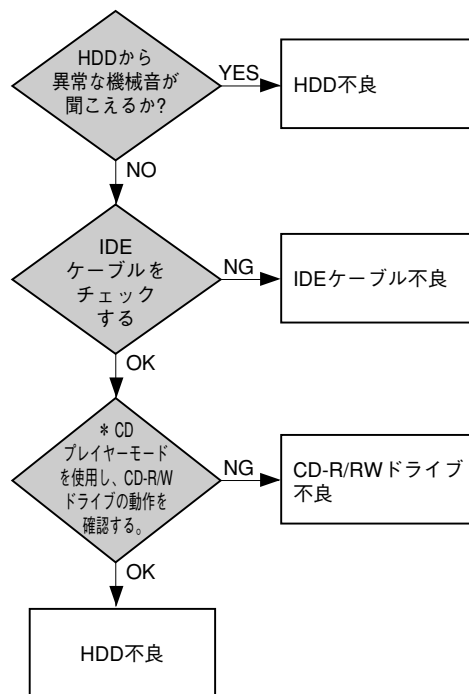 HDDから
異常な機械音が
聞こえるか?
YES
HDD不良
NO
IDE
ケーブルを
チェック
する
NG
IDEケーブル不良
OK
＊CD
プレイヤーモード
を使用し、CD-R/W
ドライブの動作を
確認する。
NG
CD-R/RWドライブ
不良
OK
HDD不良